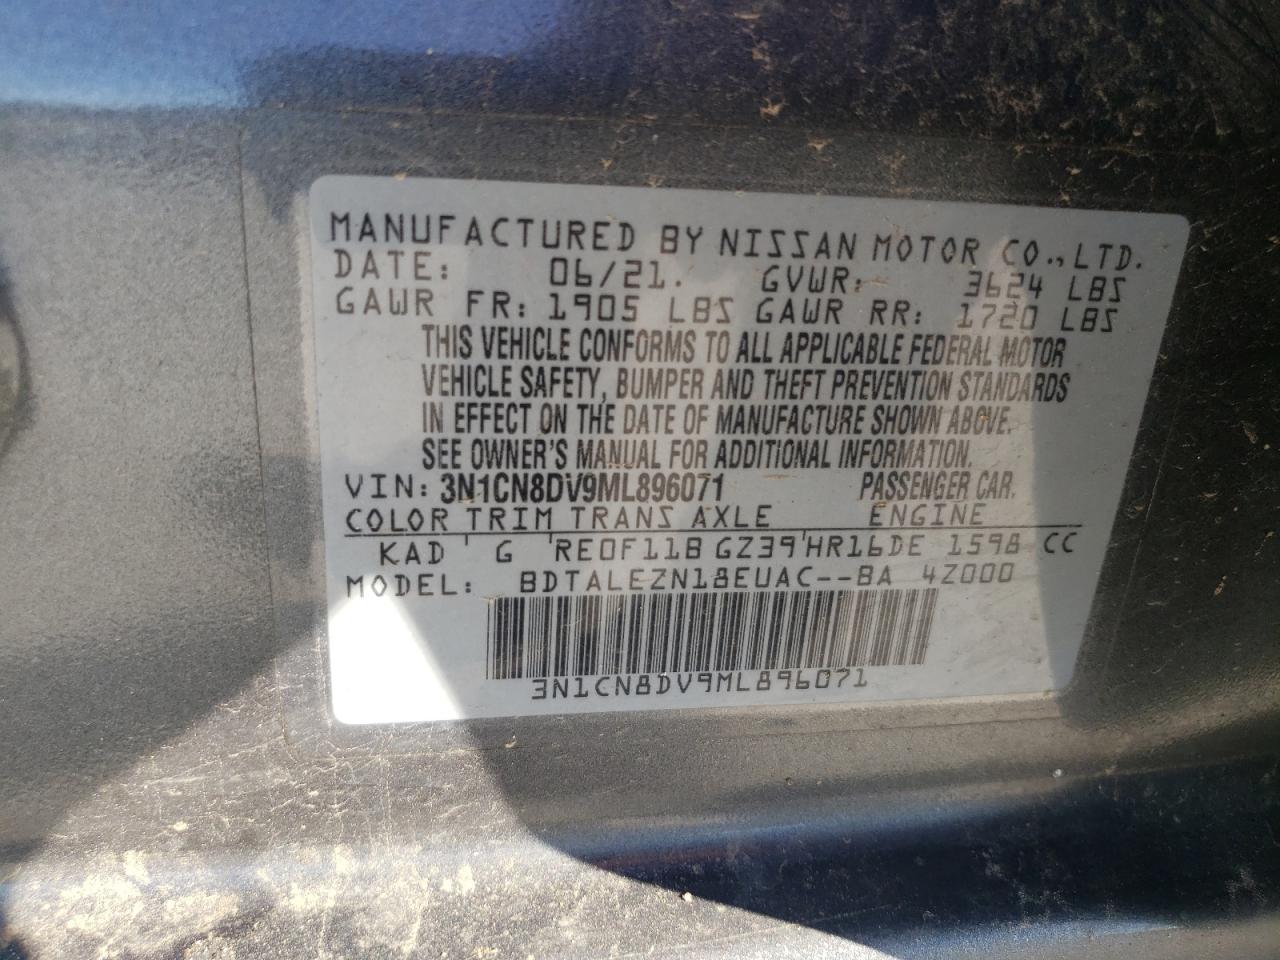 MANUFACTURED BY NISSAN MOTOR CO., LTD.
DATE: 06/21. GVWR: 3624 LBS
GAWR FR: 1905 LBS GAWR RR: 1720 LBS
THIS VEHICLE CONFORMS TO ALL APPLICABLE FEDERAL MOTOR
VEHICLE SAFETY, BUMPER AND THEFT PREVENTION STANDARDS
IN EFFECT ON THE DATE OF MANUFACTURE SHOWN ABOVE.
SEE OWNER'S MANUAL FOR ADDITIONAL INFORMATION.
VIN: 3N1CN8DV9ML896071 PASSENGER CAR.
COLOR TRIM TRANS AXLE ENGINE
KAD ' G ' RE0F11B GZ39 ' HR16DE 1598 CC
MODEL: BDTALEZN18EUAC--BA 4Z000
3N1CN8DV9ML896071